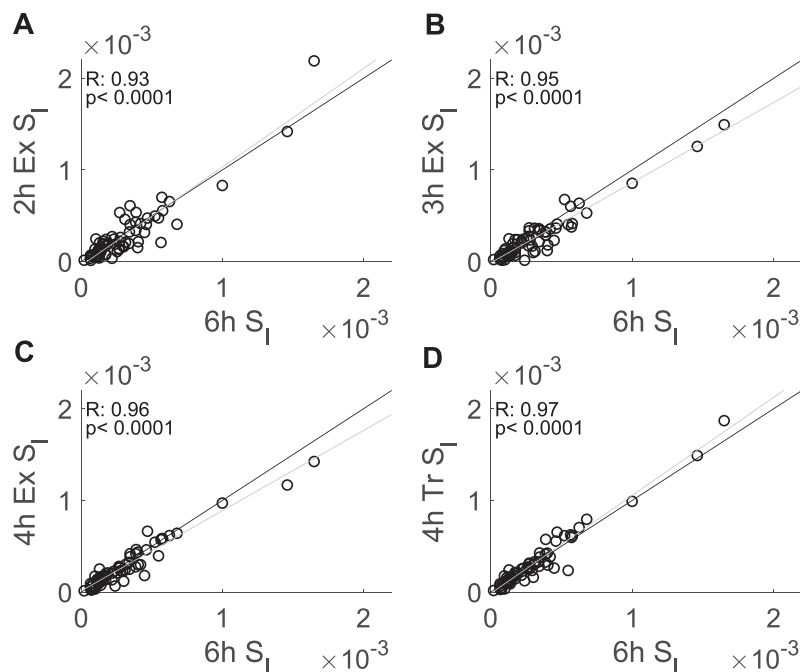 A
×10⁻³
2
1
0
2h Ex S_I
R: 0.93
p< 0.0001
0 1 2
6h S_I ×10⁻³
B
×10⁻³
2
1
0
3h Ex S_I
R: 0.95
p< 0.0001
0 1 2
6h S_I ×10⁻³
C
×10⁻³
2
1
0
4h Ex S_I
R: 0.96
p< 0.0001
0 1 2
6h S_I ×10⁻³
D
×10⁻³
2
1
0
4h Tr S_I
R: 0.97
p< 0.0001
0 1 2
6h S_I ×10⁻³